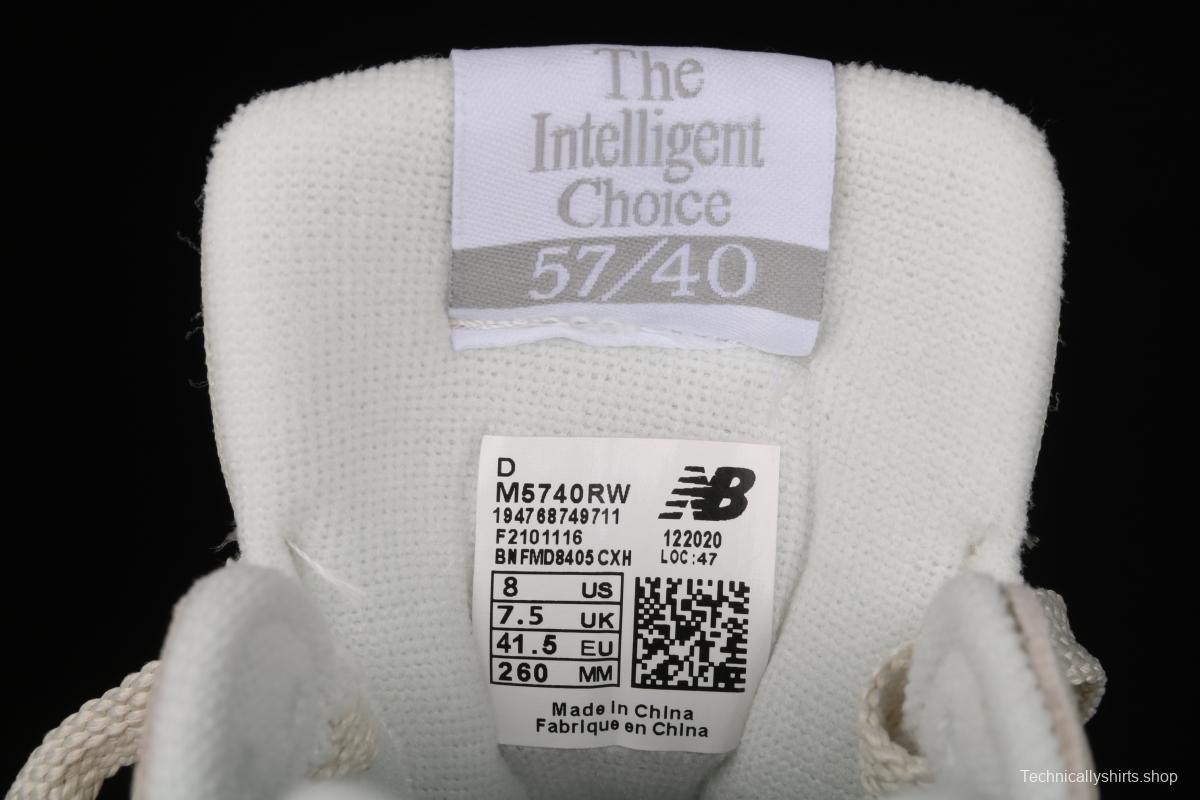 The
Intelligent
Choice
57/40
D
M5740RW
194768749711
F2101116
BNFMD8405 CXH
NB
122020
LOC:47
8 US
7.5 UK
41.5 EU
260 MM
Made in China
Fabrique en China
Technicallyshirts.shop